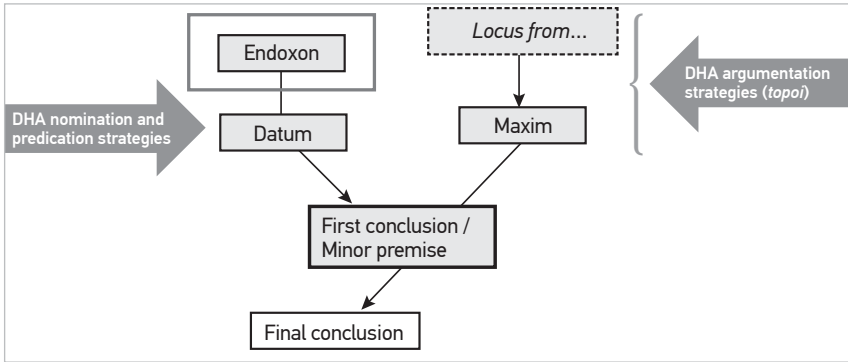 Locus from...
Endoxon
DHA argumentation
strategies (topoi)
DHA nomination and
predication strategies
Datum
Maxim
First conclusion /
Minor premise
Final conclusion